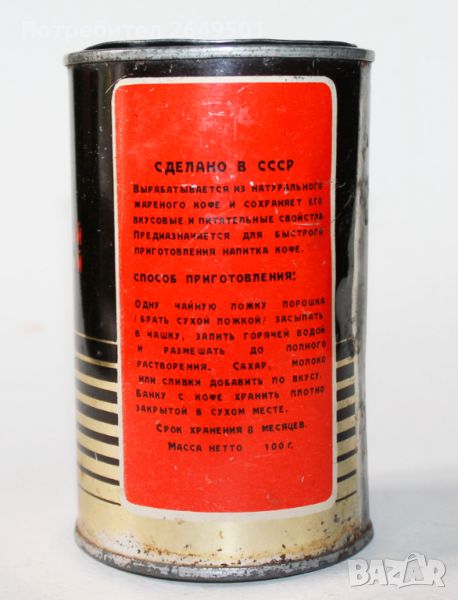 Потребител 2649501
СДЕЛАНО В СССР
ВЫРАБАТЫВАЕТСЯ ИЗ НАТУРАЛЬНОГО
ЖАРЕНОГО КОФЕ И СОХРАНЯЕТ ЕГО
ВКУСОВЫЕ И ПИТАТЕЛЬНЫЕ СВОЙСТВА
ПРЕДНАЗНАЧАЕТСЯ ДЛЯ БЫСТРОГО
ПРИГОТОВЛЕНИЯ НАПИТКА КОФЕ.
СПОСОБ ПРИГОТОВЛЕНИЯ:
ОДНУ ЧАЙНУЮ ЛОЖКУ ПОРОШКА
/БРАТЬ СУХОЙ ЛОЖКОЙ/ ЗАСЫПАТЬ
В ЧАШКУ, ЗАЛИТЬ ГОРЯЧЕЙ ВОДОЙ
И РАЗМЕШАТЬ ДО ПОЛНОГО
РАСТВОРЕНИЯ. САХАР, МОЛОКО
ИЛИ СЛИВКИ ДОБАВИТЬ ПО ВКУСУ.
БАНКУ С КОФЕ ХРАНИТЬ ПЛОТНО
ЗАКРЫТОЙ В СУХОМ МЕСТЕ.
СРОК ХРАНЕНИЯ 8 МЕСЯЦЕВ.
МАССА НЕТТО 100 г.
BAZAR